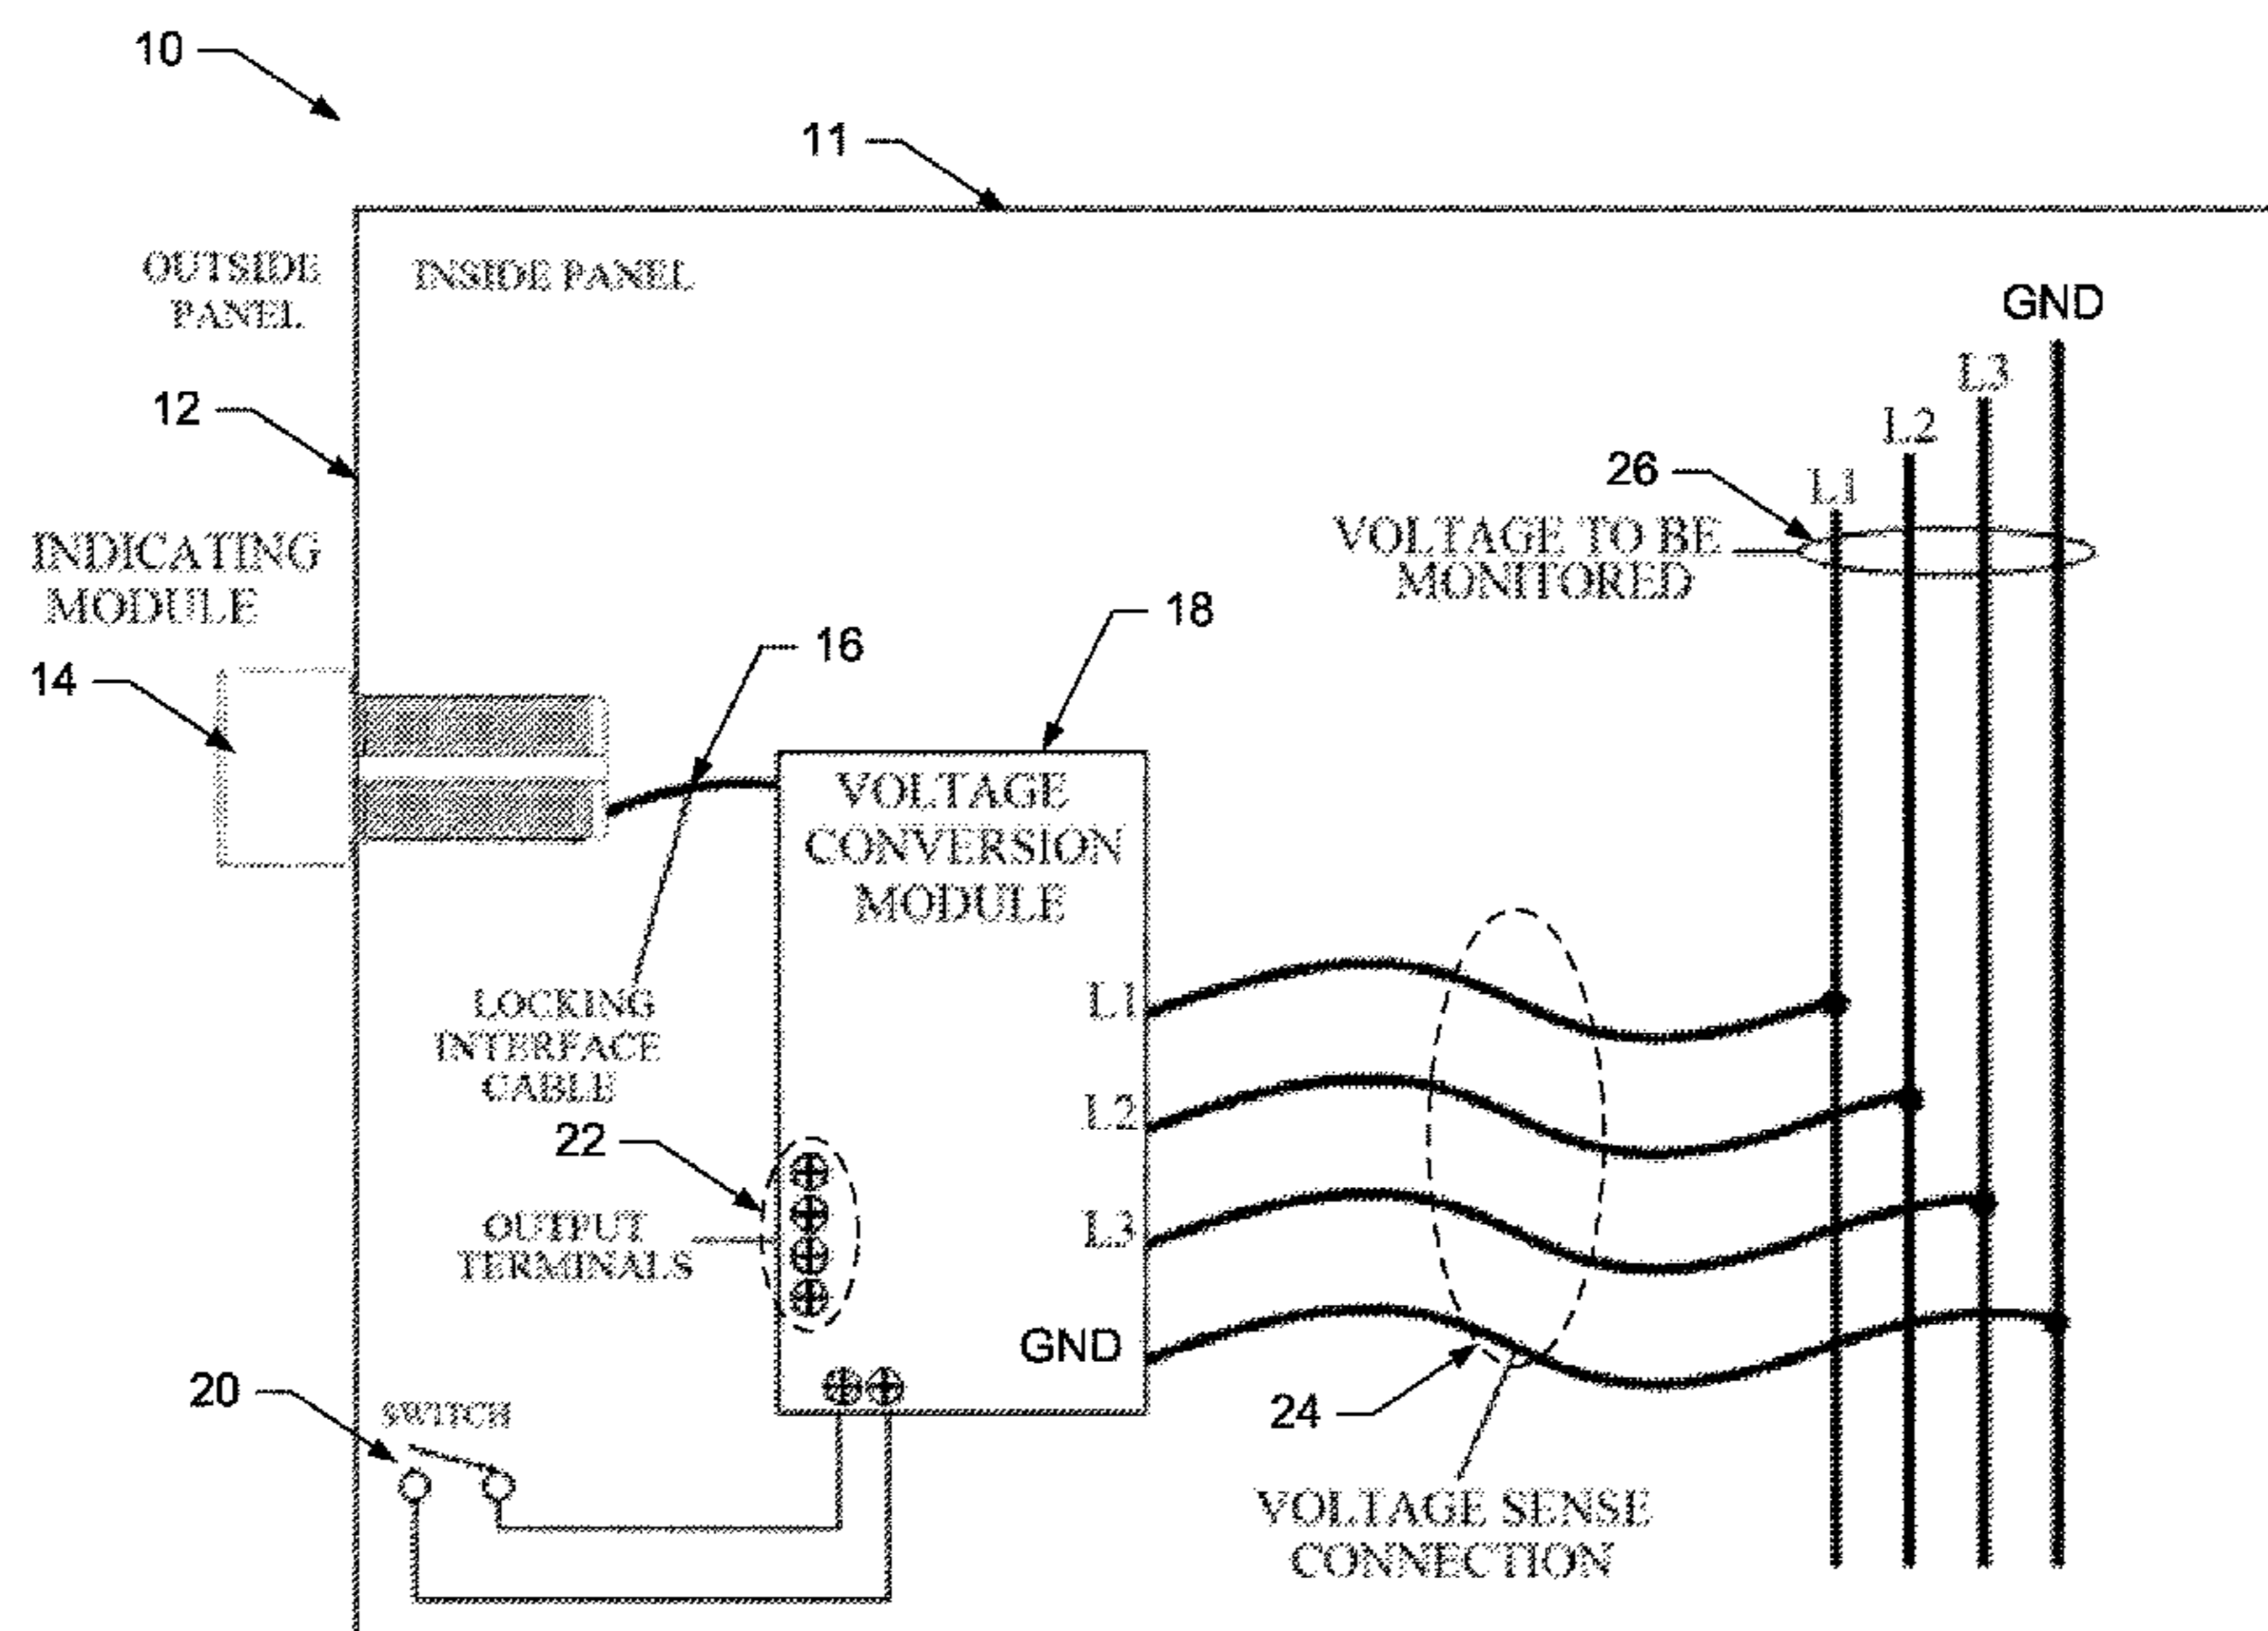 10
11
OUTSIDE
PANEL
INSIDE PANEL
GND
L3
12
L2
26
L1
VOLTAGE TO BE
MONITORED
INDICATING
MODULE
18
16
14
VOLTAGE
CONVERSION
MODULE
LOCKING
INTERFACE
CABLE
L1
L2
22
OUTPUT
TERMINALS
L3
GND
20
SWITCH
24
VOLTAGE SENSE
CONNECTION